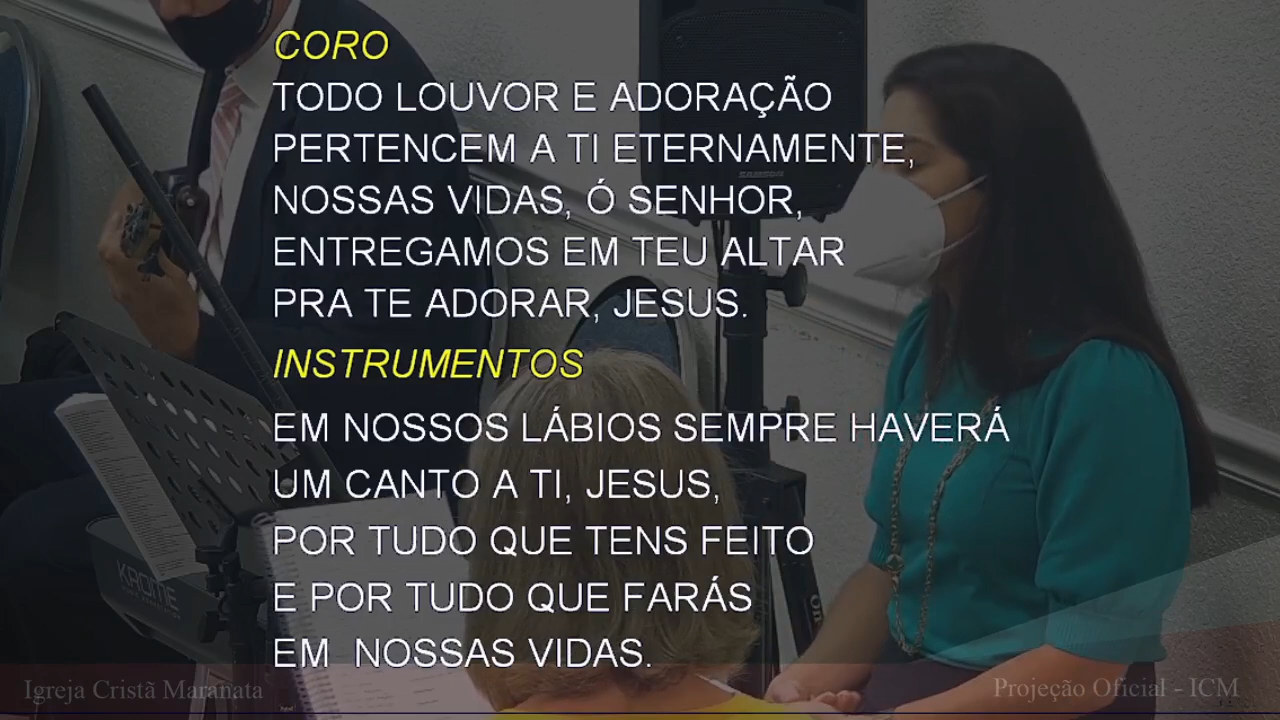 CORO
TODO LOUVOR E ADORAÇÃO
PERTENCEM A TI ETERNAMENTE,
NOSSAS VIDAS, Ó SENHOR,
ENTREGAMOS EM TEU ALTAR
PRA TE ADORAR, JESUS.
INSTRUMENTOS
EM NOSSOS LÁBIOS SEMPRE HAVERÁ
UM CANTO A TI, JESUS,
POR TUDO QUE TENS FEITO
E POR TUDO QUE FARÁS
EM  NOSSAS VIDAS.
SAMSON
KROME
Igreja Cristã Maranata
Projeção Oficial - ICM